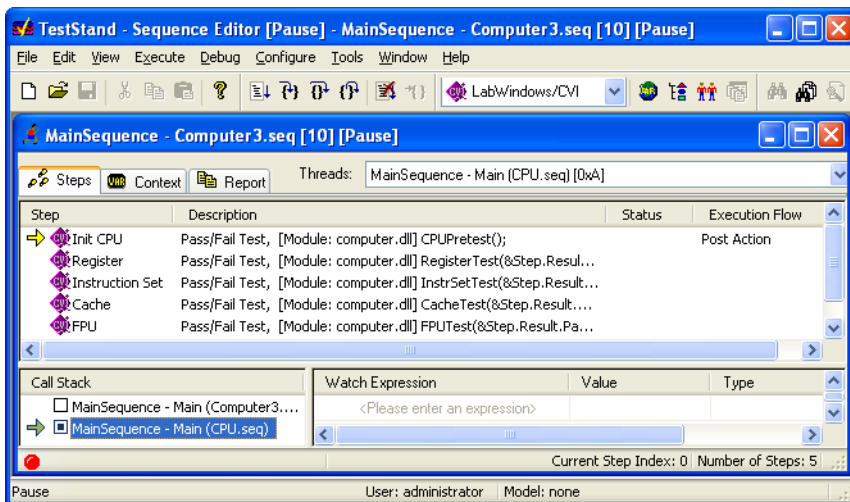 TestStand - Sequence Editor [Pause] - MainSequence - Computer3.seq [10] [Pause]
File Edit View Execute Debug Configure Tools Window Help
LabWindows/CVI
MainSequence - Computer3.seq [10] [Pause]
Steps VAR Context Report Threads: MainSequence - Main (CPU.seq) [0xA]
Step Description Status Execution Flow
Init CPU Pass/Fail Test, [Module: computer.dll] CPUPretest(); Post Action
Register Pass/Fail Test, [Module: computer.dll] RegisterTest(&Step.Resul...
Instruction Set Pass/Fail Test, [Module: computer.dll] InstrSetTest(&Step.Result....
Cache Pass/Fail Test, [Module: computer.dll] CacheTest(&Step.Result....
FPU Pass/Fail Test, [Module: computer.dll] FPUTest(&Step.Result.Pa...
Call Stack Watch Expression Value Type
MainSequence - Main (Computer3.... <Please enter an expression>
MainSequence - Main (CPU.seq)
Current Step Index: 0 Number of Steps: 5
Pause User: administrator Model: none